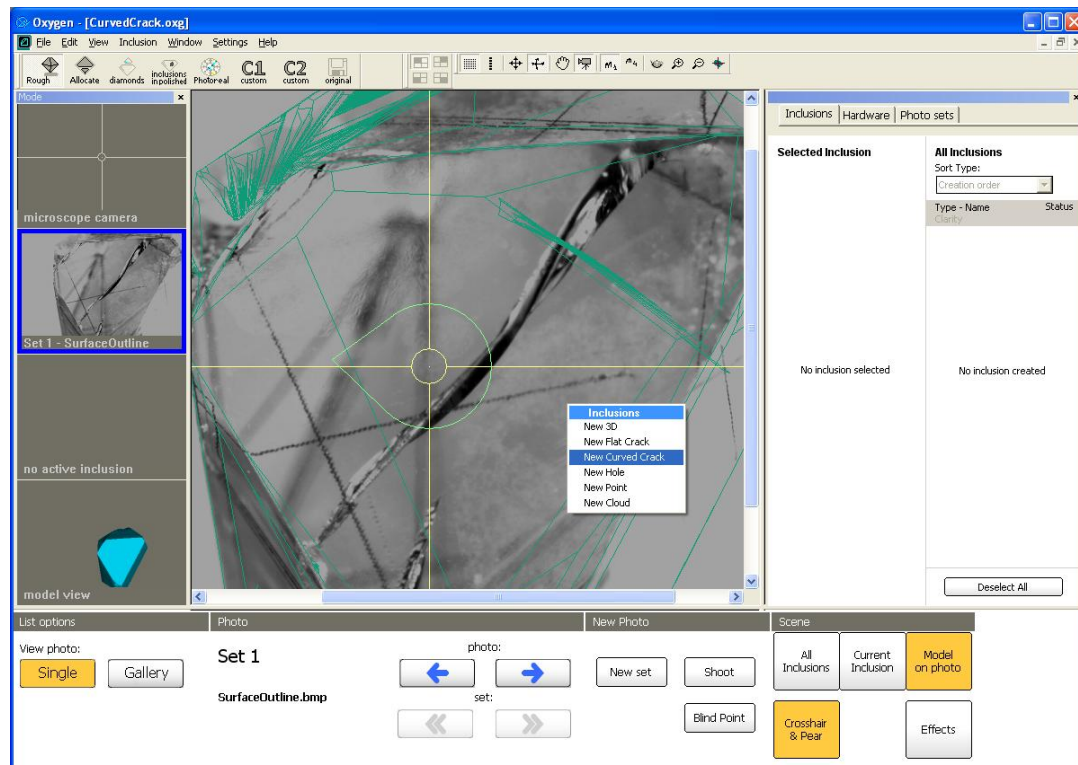 Oxygen - [CurvedCrack.oxg]
File Edit View Inclusion Window Settings Help
Rough Allocate diamonds inclusions in polished Photoreal C1 custom C2 custom original
Mode
microscope camera
Set 1 - SurfaceOutline
no active inclusion
model view
Inclusions
New 3D
New Flat Crack
New Curved Crack
New Hole
New Point
New Cloud
Inclusions Hardware Photo sets
Selected Inclusion
No inclusion selected
All Inclusions
Sort Type:
Creation order
Type - Name Status
Clarity
No inclusion created
Deselect All
List options
View photo:
Single Gallery
Photo
Set 1
SurfaceOutline.bmp
photo:
set:
New Photo
New set Shoot
Blind Point
Scene
All Inclusions
Current Inclusion
Model on photo
Crosshair & Pear
Effects